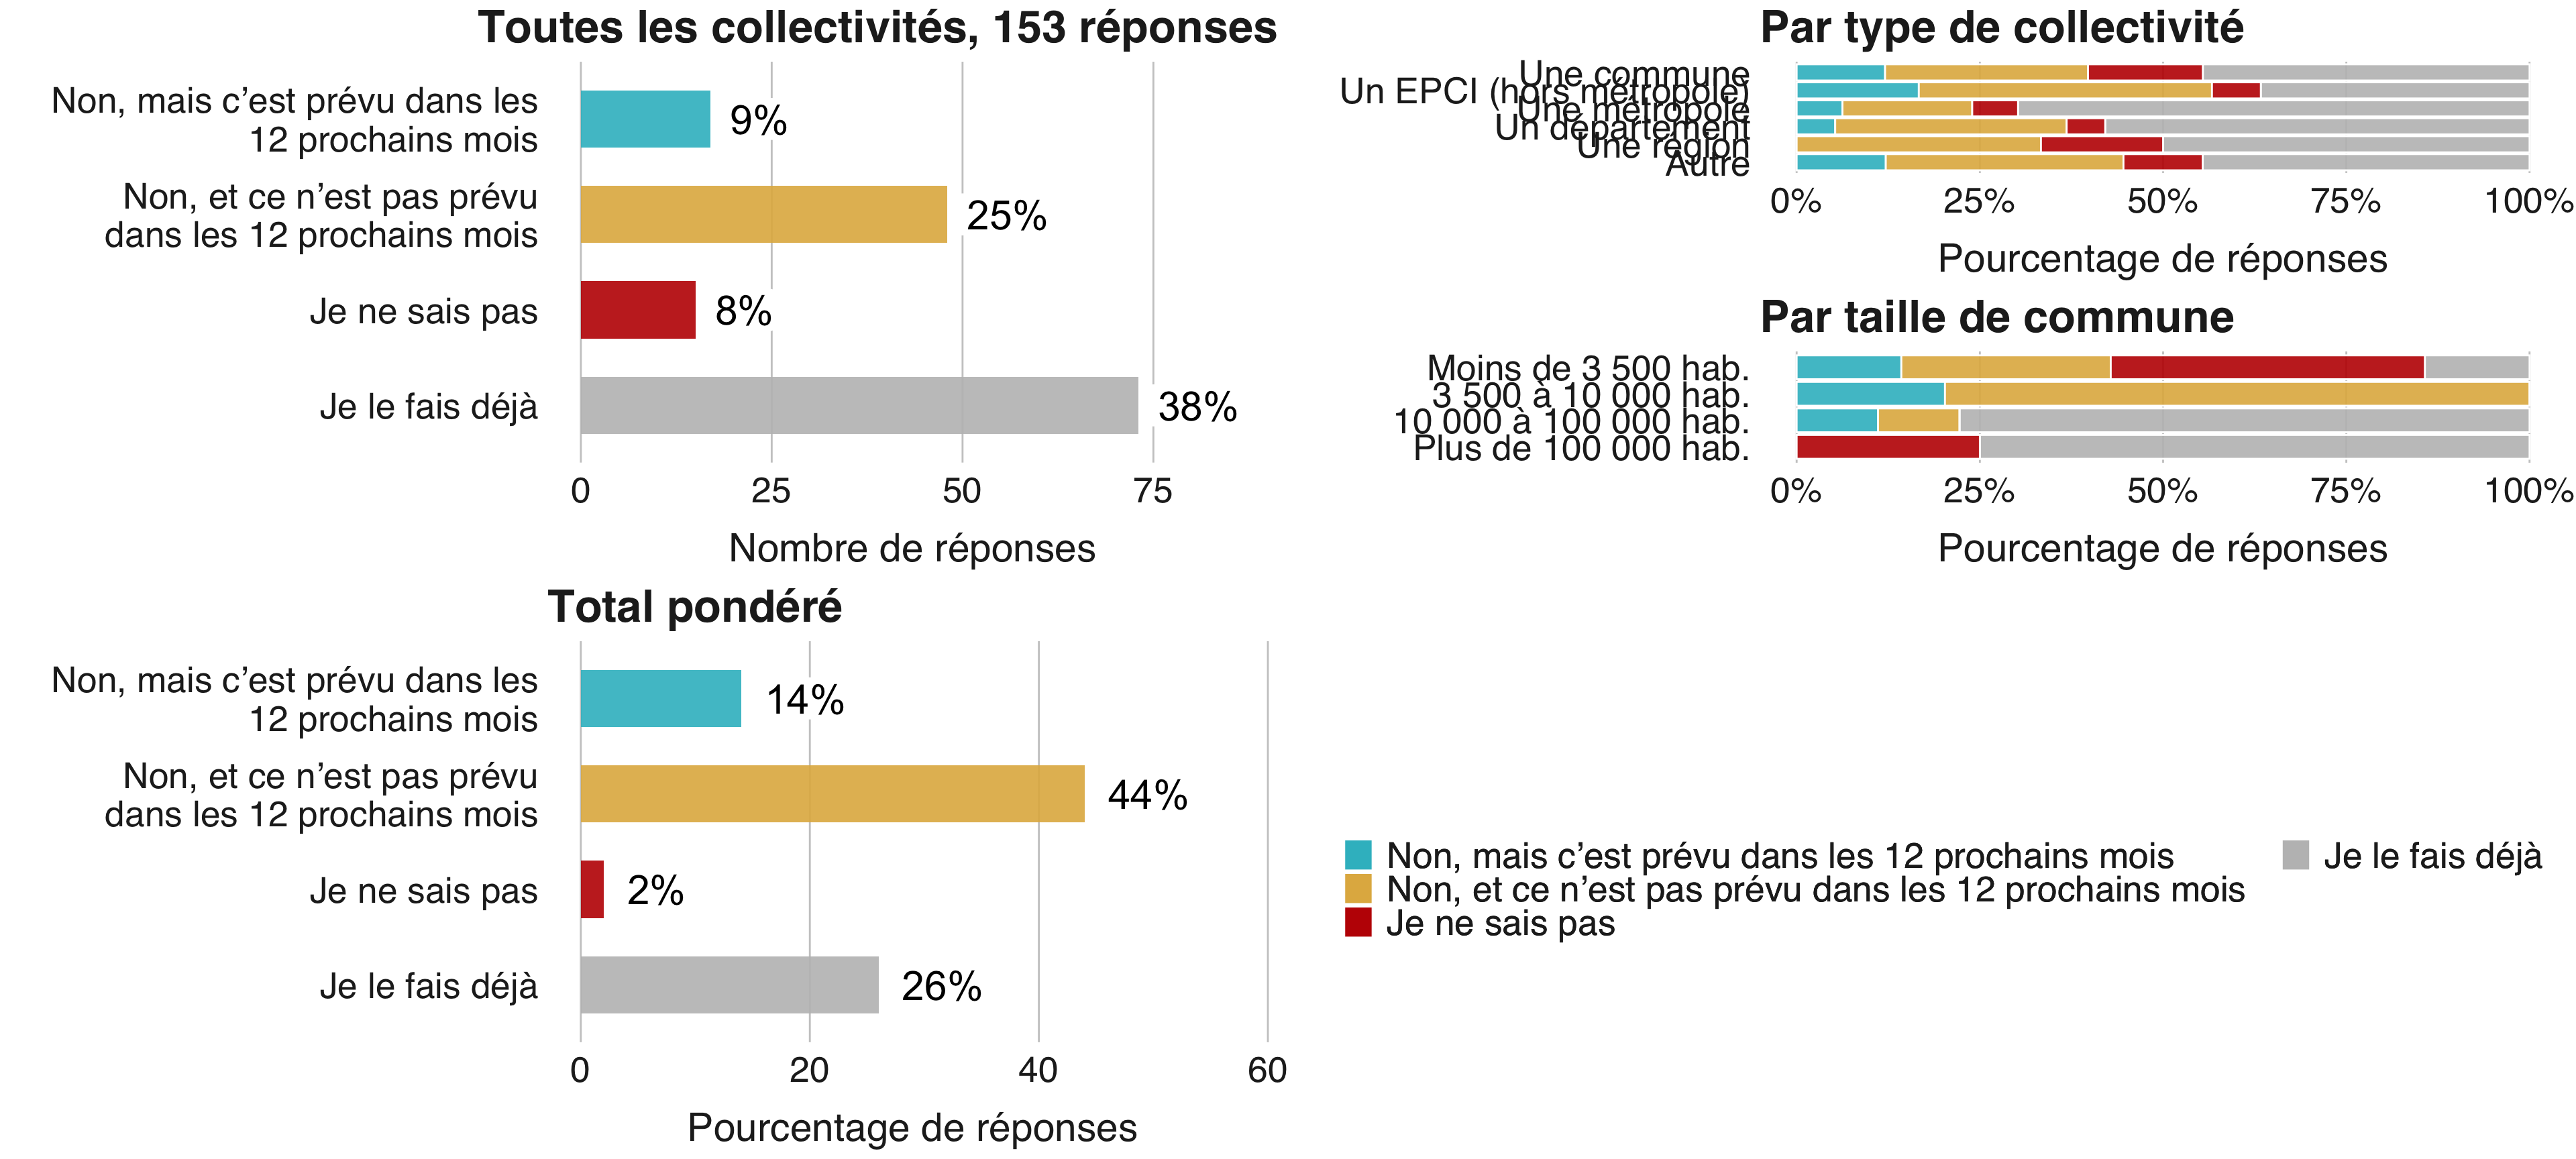 Toutes les collectivités, 153 réponses
Non, mais c’est prévu dans les
12 prochains mois
9%
Non, et ce n’est pas prévu
dans les 12 prochains mois
25%
Je ne sais pas
8%
Je le fais déjà
38%
0 25 50 75
Nombre de réponses
Total pondéré
Non, mais c’est prévu dans les
12 prochains mois
14%
Non, et ce n’est pas prévu
dans les 12 prochains mois
44%
Je ne sais pas
2%
Je le fais déjà
26%
0 20 40 60
Pourcentage de réponses
Par type de collectivité
Une commune
Un EPCI (hors métropole)
Une métropole
Un département
Une région
Autre
0% 25% 50% 75% 100%
Pourcentage de réponses
Par taille de commune
Moins de 3 500 hab.
3 500 à 10 000 hab.
10 000 à 100 000 hab.
Plus de 100 000 hab.
0% 25% 50% 75% 100%
Pourcentage de réponses
Non, mais c’est prévu dans les 12 prochains mois
Non, et ce n’est pas prévu dans les 12 prochains mois
Je ne sais pas
Je le fais déjà